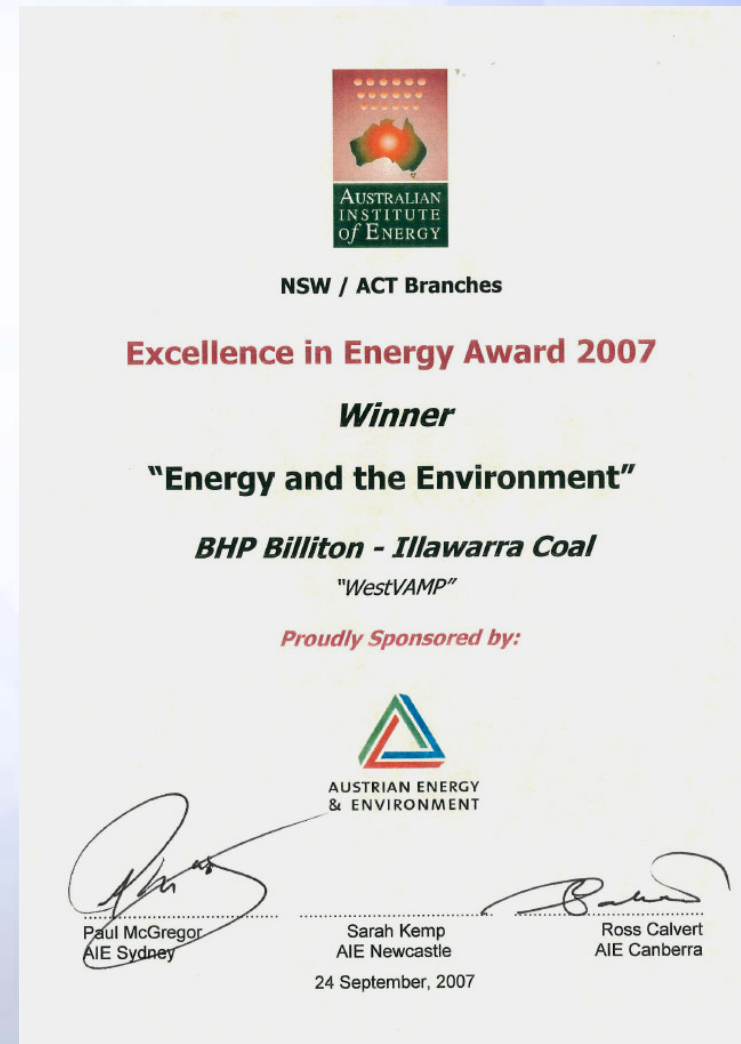 AUSTRALIAN
INSTITUTE
of ENERGY
NSW / ACT Branches
Excellence in Energy Award 2007
Winner
“Energy and the Environment”
BHP Billiton - Illawarra Coal
"WestVAMP"
Proudly Sponsored by:
AUSTRIAN ENERGY
& ENVIRONMENT
Paul McGregor Sarah Kemp Ross Calvert
AIE Sydney AIE Newcastle AIE Canberra
24 September, 2007